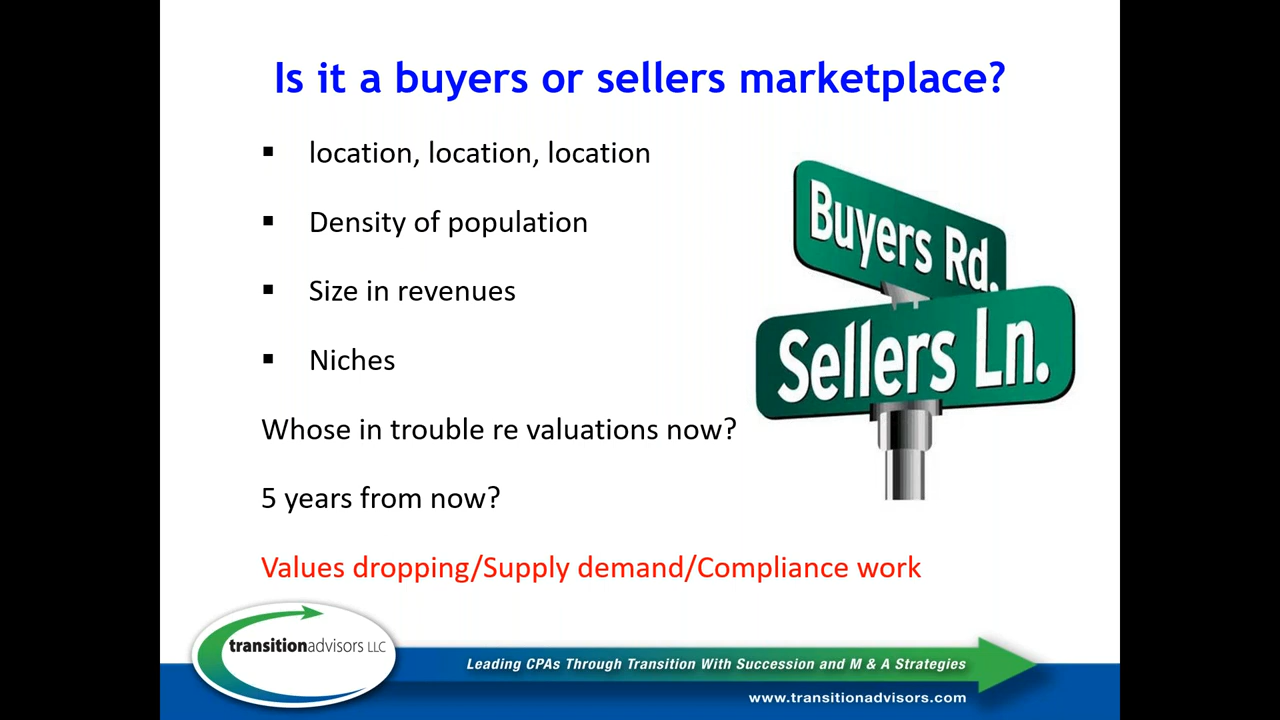 Is it a buyers or sellers marketplace?
▪ location, location, location
▪ Density of population
▪ Size in revenues
▪ Niches
Whose in trouble re valuations now?
5 years from now?
Values dropping/Supply demand/Compliance work
Buyers Rd.
Sellers Ln.
transitionadvisors LLC
Leading CPAs Through Transition With Succession and M & A Strategies
www.transitionadvisors.com